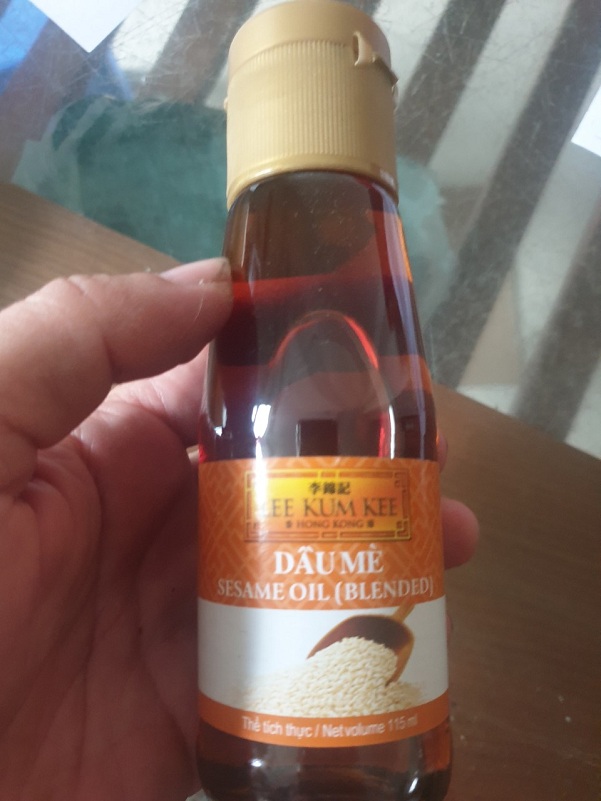 李錦記
LEE KUM KEE
HONG KONG
DẦU MÈ
SESAME OIL (BLENDED)
Thể tích thực / Net volume 115 ml